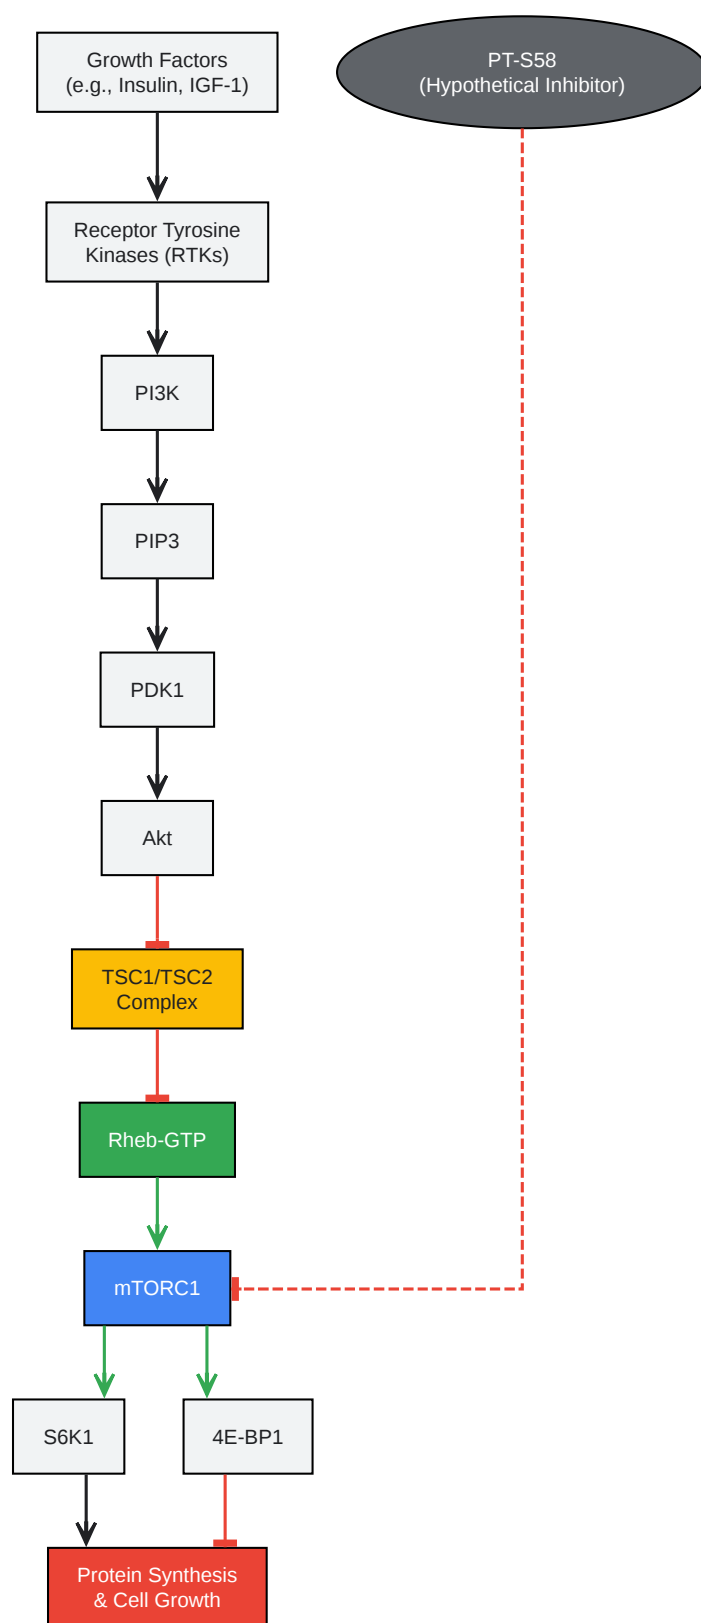 Growth Factors
(e.g., Insulin, IGF-1)
PT-S58
(Hypothetical Inhibitor)
Receptor Tyrosine
Kinases (RTKs)
PI3K
PIP3
PDK1
Akt
TSC1/TSC2
Complex
Rheb-GTP
mTORC1
S6K1
4E-BP1
Protein Synthesis
& Cell Growth